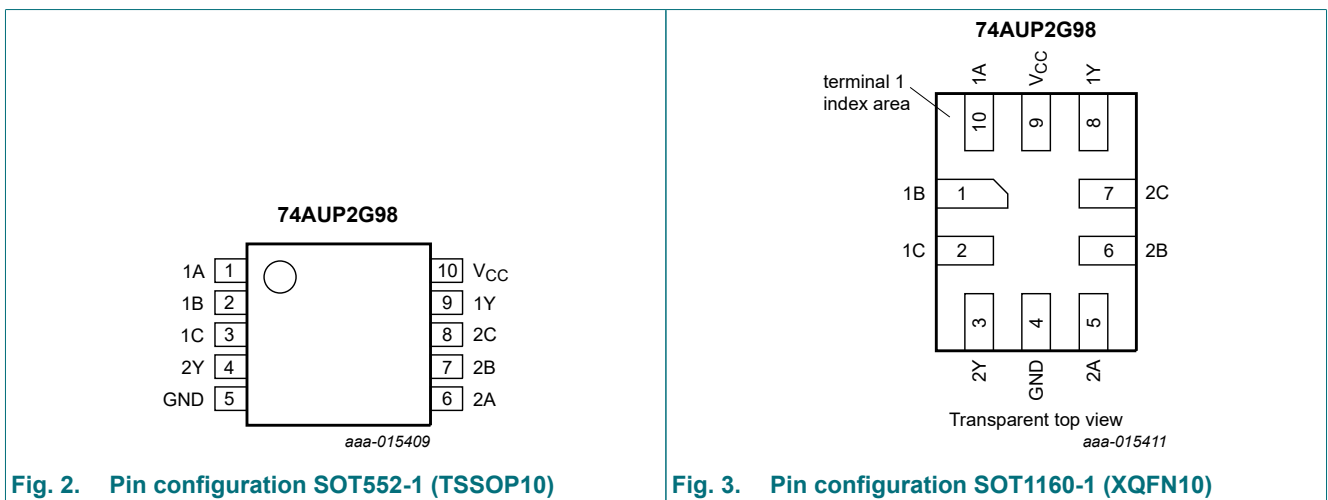 74AUP2G98
1A 1
1B 2
1C 3
2Y 4
GND 5
10 VCC
9 1Y
8 2C
7 2B
6 2A
aaa-015409
Fig. 2. Pin configuration SOT552-1 (TSSOP10)
74AUP2G98
terminal 1
index area
1A VCC 1Y
10 9 8
1B 1
7 2C
1C 2
6 2B
3 4 5
2Y GND 2A
Transparent top view
aaa-015411
Fig. 3. Pin configuration SOT1160-1 (XQFN10)